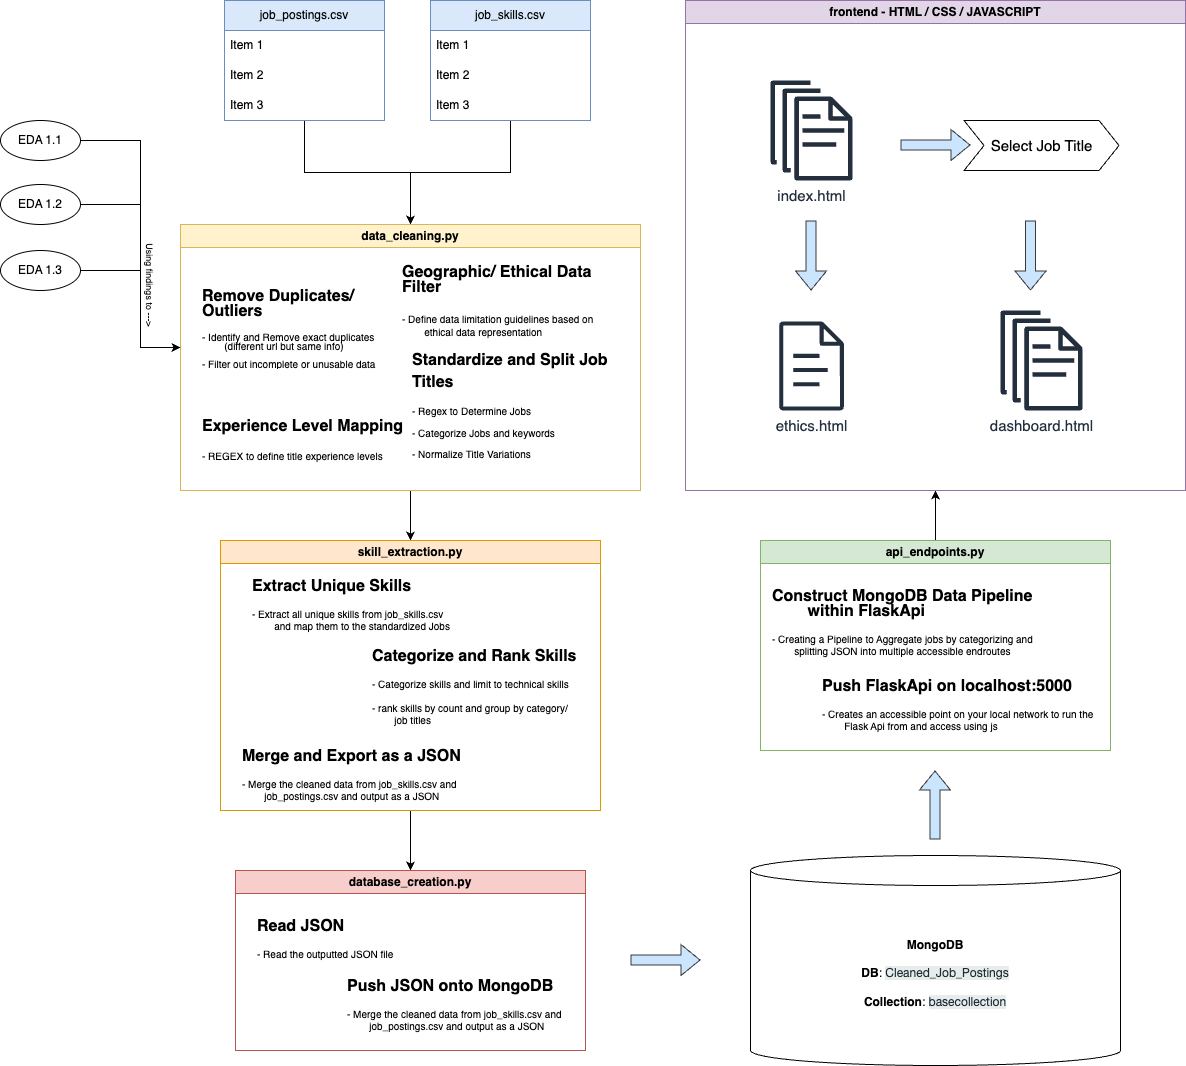 job_postings.csv
Item 1
Item 2
Item 3
job_skills.csv
Item 1
Item 2
Item 3
EDA 1.1
EDA 1.2
EDA 1.3
Using findings to --->
data_cleaning.py
Remove Duplicates/
Outliers
- Identify and Remove exact duplicates
(different url but same info)
- Filter out incomplete or unusable data
Experience Level Mapping
- REGEX to define title experience levels
Geographic/ Ethical Data
Filter
- Define data limitation guidelines based on
ethical data representation
Standardize and Split Job
Titles
- Regex to Determine Jobs
- Categorize Jobs and keywords
- Normalize Title Variations
skill_extraction.py
Extract Unique Skills
- Extract all unique skills from job_skills.csv
and map them to the standardized Jobs
Categorize and Rank Skills
- Categorize skills and limit to technical skills
- rank skills by count and group by category/
job titles
Merge and Export as a JSON
- Merge the cleaned data from job_skills.csv and
job_postings.csv and output as a JSON
database_creation.py
Read JSON
- Read the outputted JSON file
Push JSON onto MongoDB
- Merge the cleaned data from job_skills.csv and
job_postings.csv and output as a JSON
MongoDB
DB: Cleaned_Job_Postings
Collection: basecollection
api_endpoints.py
Construct MongoDB Data Pipeline
within FlaskApi
- Creating a Pipeline to Aggregate jobs by categorizing and
splitting JSON into multiple accessible endroutes
Push FlaskApi on localhost:5000
- Creates an accessible point on your local network to run the
Flask Api from and access using js
frontend - HTML / CSS / JAVASCRIPT
index.html
Select Job Title
ethics.html
dashboard.html